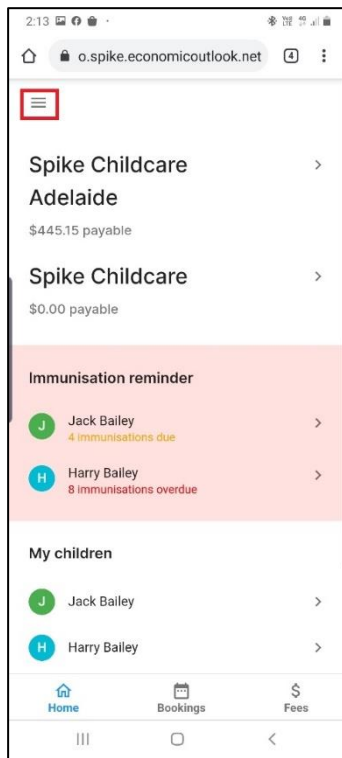 2:13
o.spike.economicoutlook.net 4
Spike Childcare
Adelaide
$445.15 payable
Spike Childcare
$0.00 payable
Immunisation reminder
J Jack Bailey
4 immunisations due
H Harry Bailey
8 immunisations overdue
My children
J Jack Bailey
H Harry Bailey
Home Bookings Fees